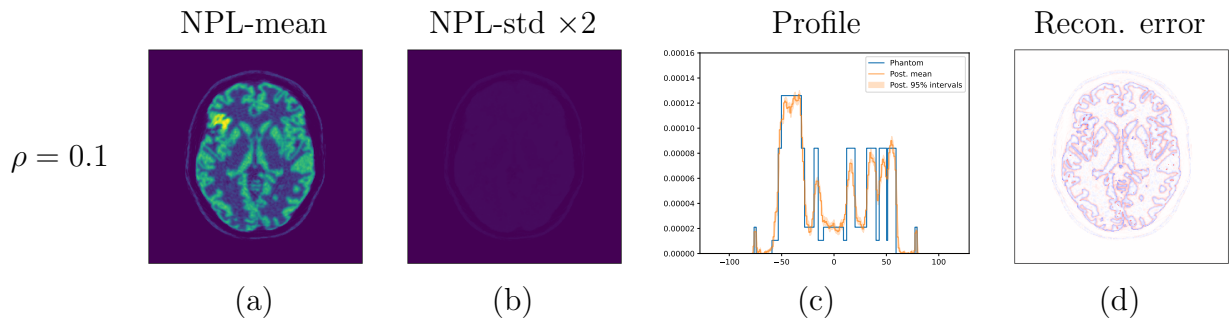 NPL-mean
NPL-std ×2
Profile
Recon. error
ρ = 0.1
0.00016
0.00014
0.00012
0.00010
0.00008
0.00006
0.00004
0.00002
0.00000
Phantom
Post. mean
Post. 95% intervals
−100
−50
0
50
100
(a)
(b)
(c)
(d)